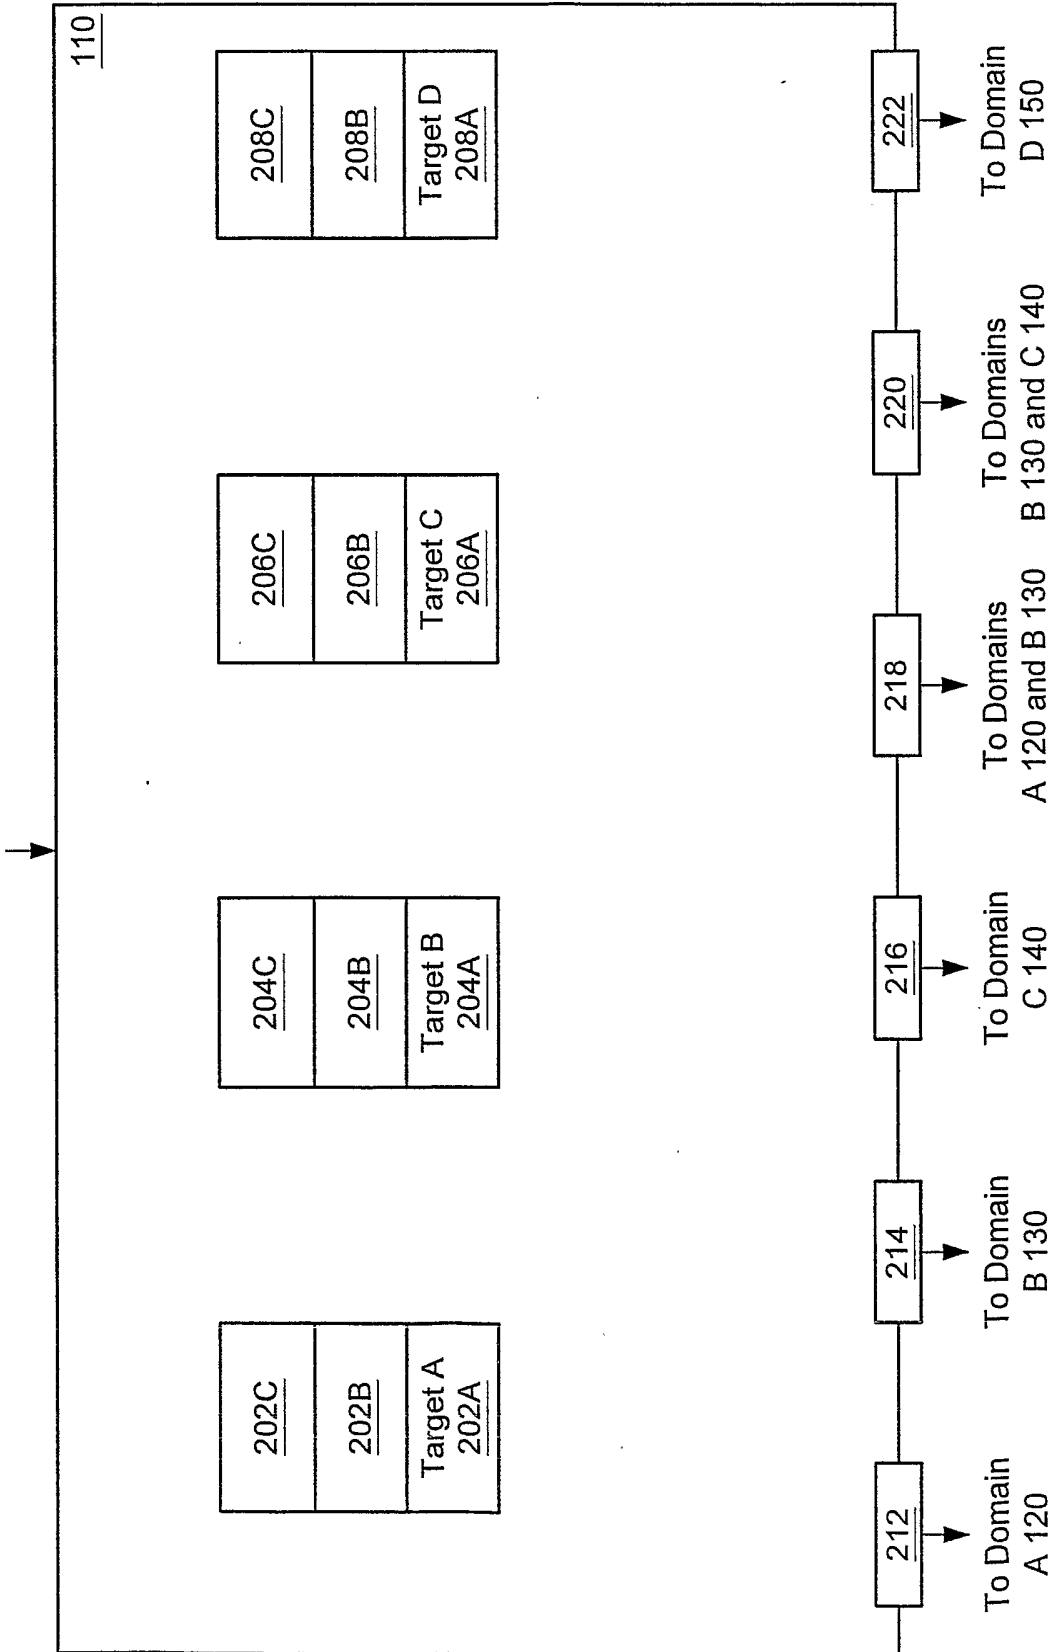 110
202C
202B
Target A
202A
204C
204B
Target B
204A
206C
206B
Target C
206A
208C
208B
Target D
208A
212
214
216
218
220
222
To Domain
A 120
To Domain
B 130
To Domain
C 140
To Domains
A 120 and B 130
To Domains
B 130 and C 140
To Domain
D 150